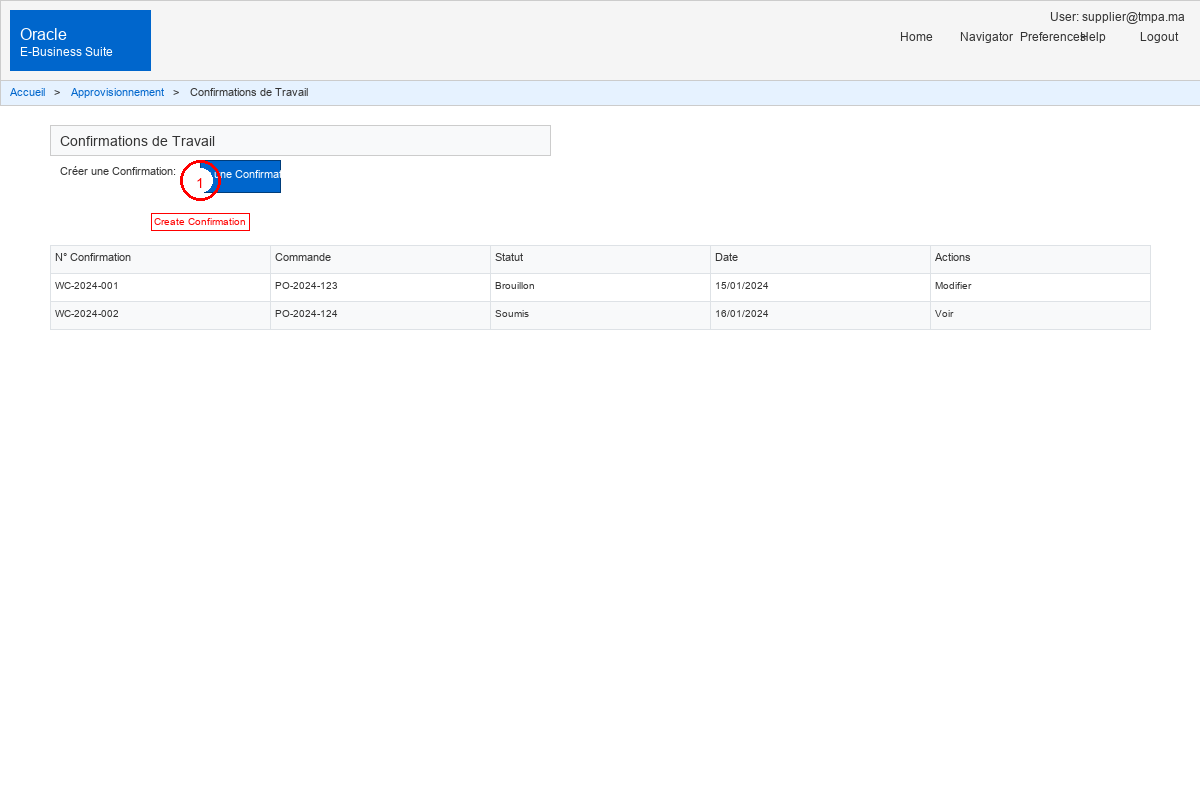 User: supplier@tmpa.ma
Oracle
E-Business Suite
Home Navigator Preferences Help Logout
Accueil > Approvisionnement > Confirmations de Travail
Confirmations de Travail
Créer une Confirmation:
1
une Confirmat
Create Confirmation
N° Confirmation Commande Statut Date Actions
WC-2024-001 PO-2024-123 Brouillon 15/01/2024 Modifier
WC-2024-002 PO-2024-124 Soumis 16/01/2024 Voir